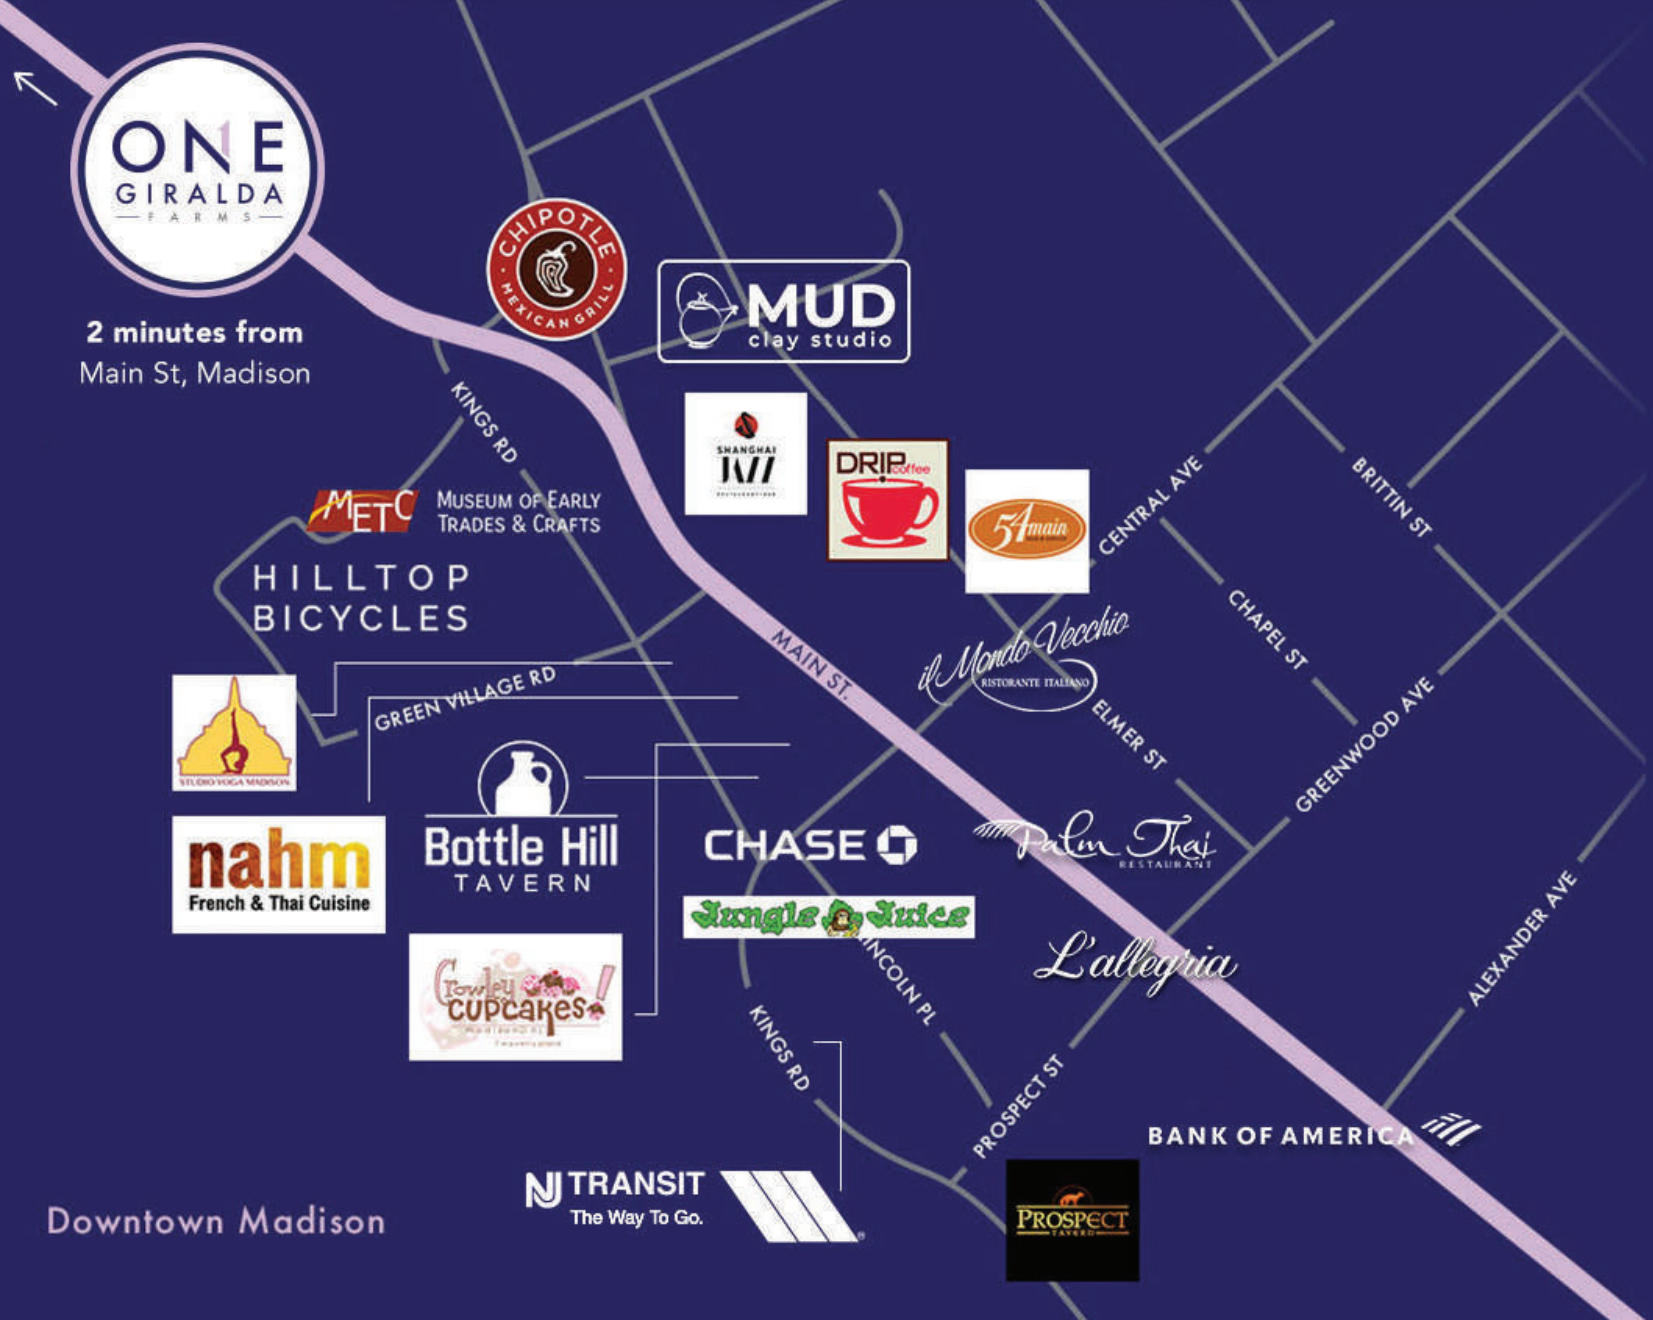 ONE
GIRALDA
FARMS
2 minutes from
Main St, Madison
CHIPOTLE
MEXICAN GRILL
MUD
clay studio
KINGS RD
SHANGHAI
JAZZ
DRIP coffee
54 main
CENTRAL AVE
BRITTIN ST
METC
MUSEUM OF EARLY
TRADES & CRAFTS
HILLTOP
BICYCLES
CHAPEL ST
il Mondo Vecchio
RISTORANTE ITALIANO
MAIN ST.
GREEN VILLAGE RD
ELMER ST
GREENWOOD AVE
STUDIO YOGA MADISON
nahm
French & Thai Cuisine
Bottle Hill
TAVERN
CHASE
Palm Thai
RESTAURANT
Jungle Juice
INCOLN PL
L'allegria
ALEXANDER AVE
Crowley
CUPCAKES!
KINGS RD
PROSPECT ST
BANK OF AMERICA
NJ TRANSIT
The Way To Go.
®
PROSPECT
TAVERN
Downtown Madison